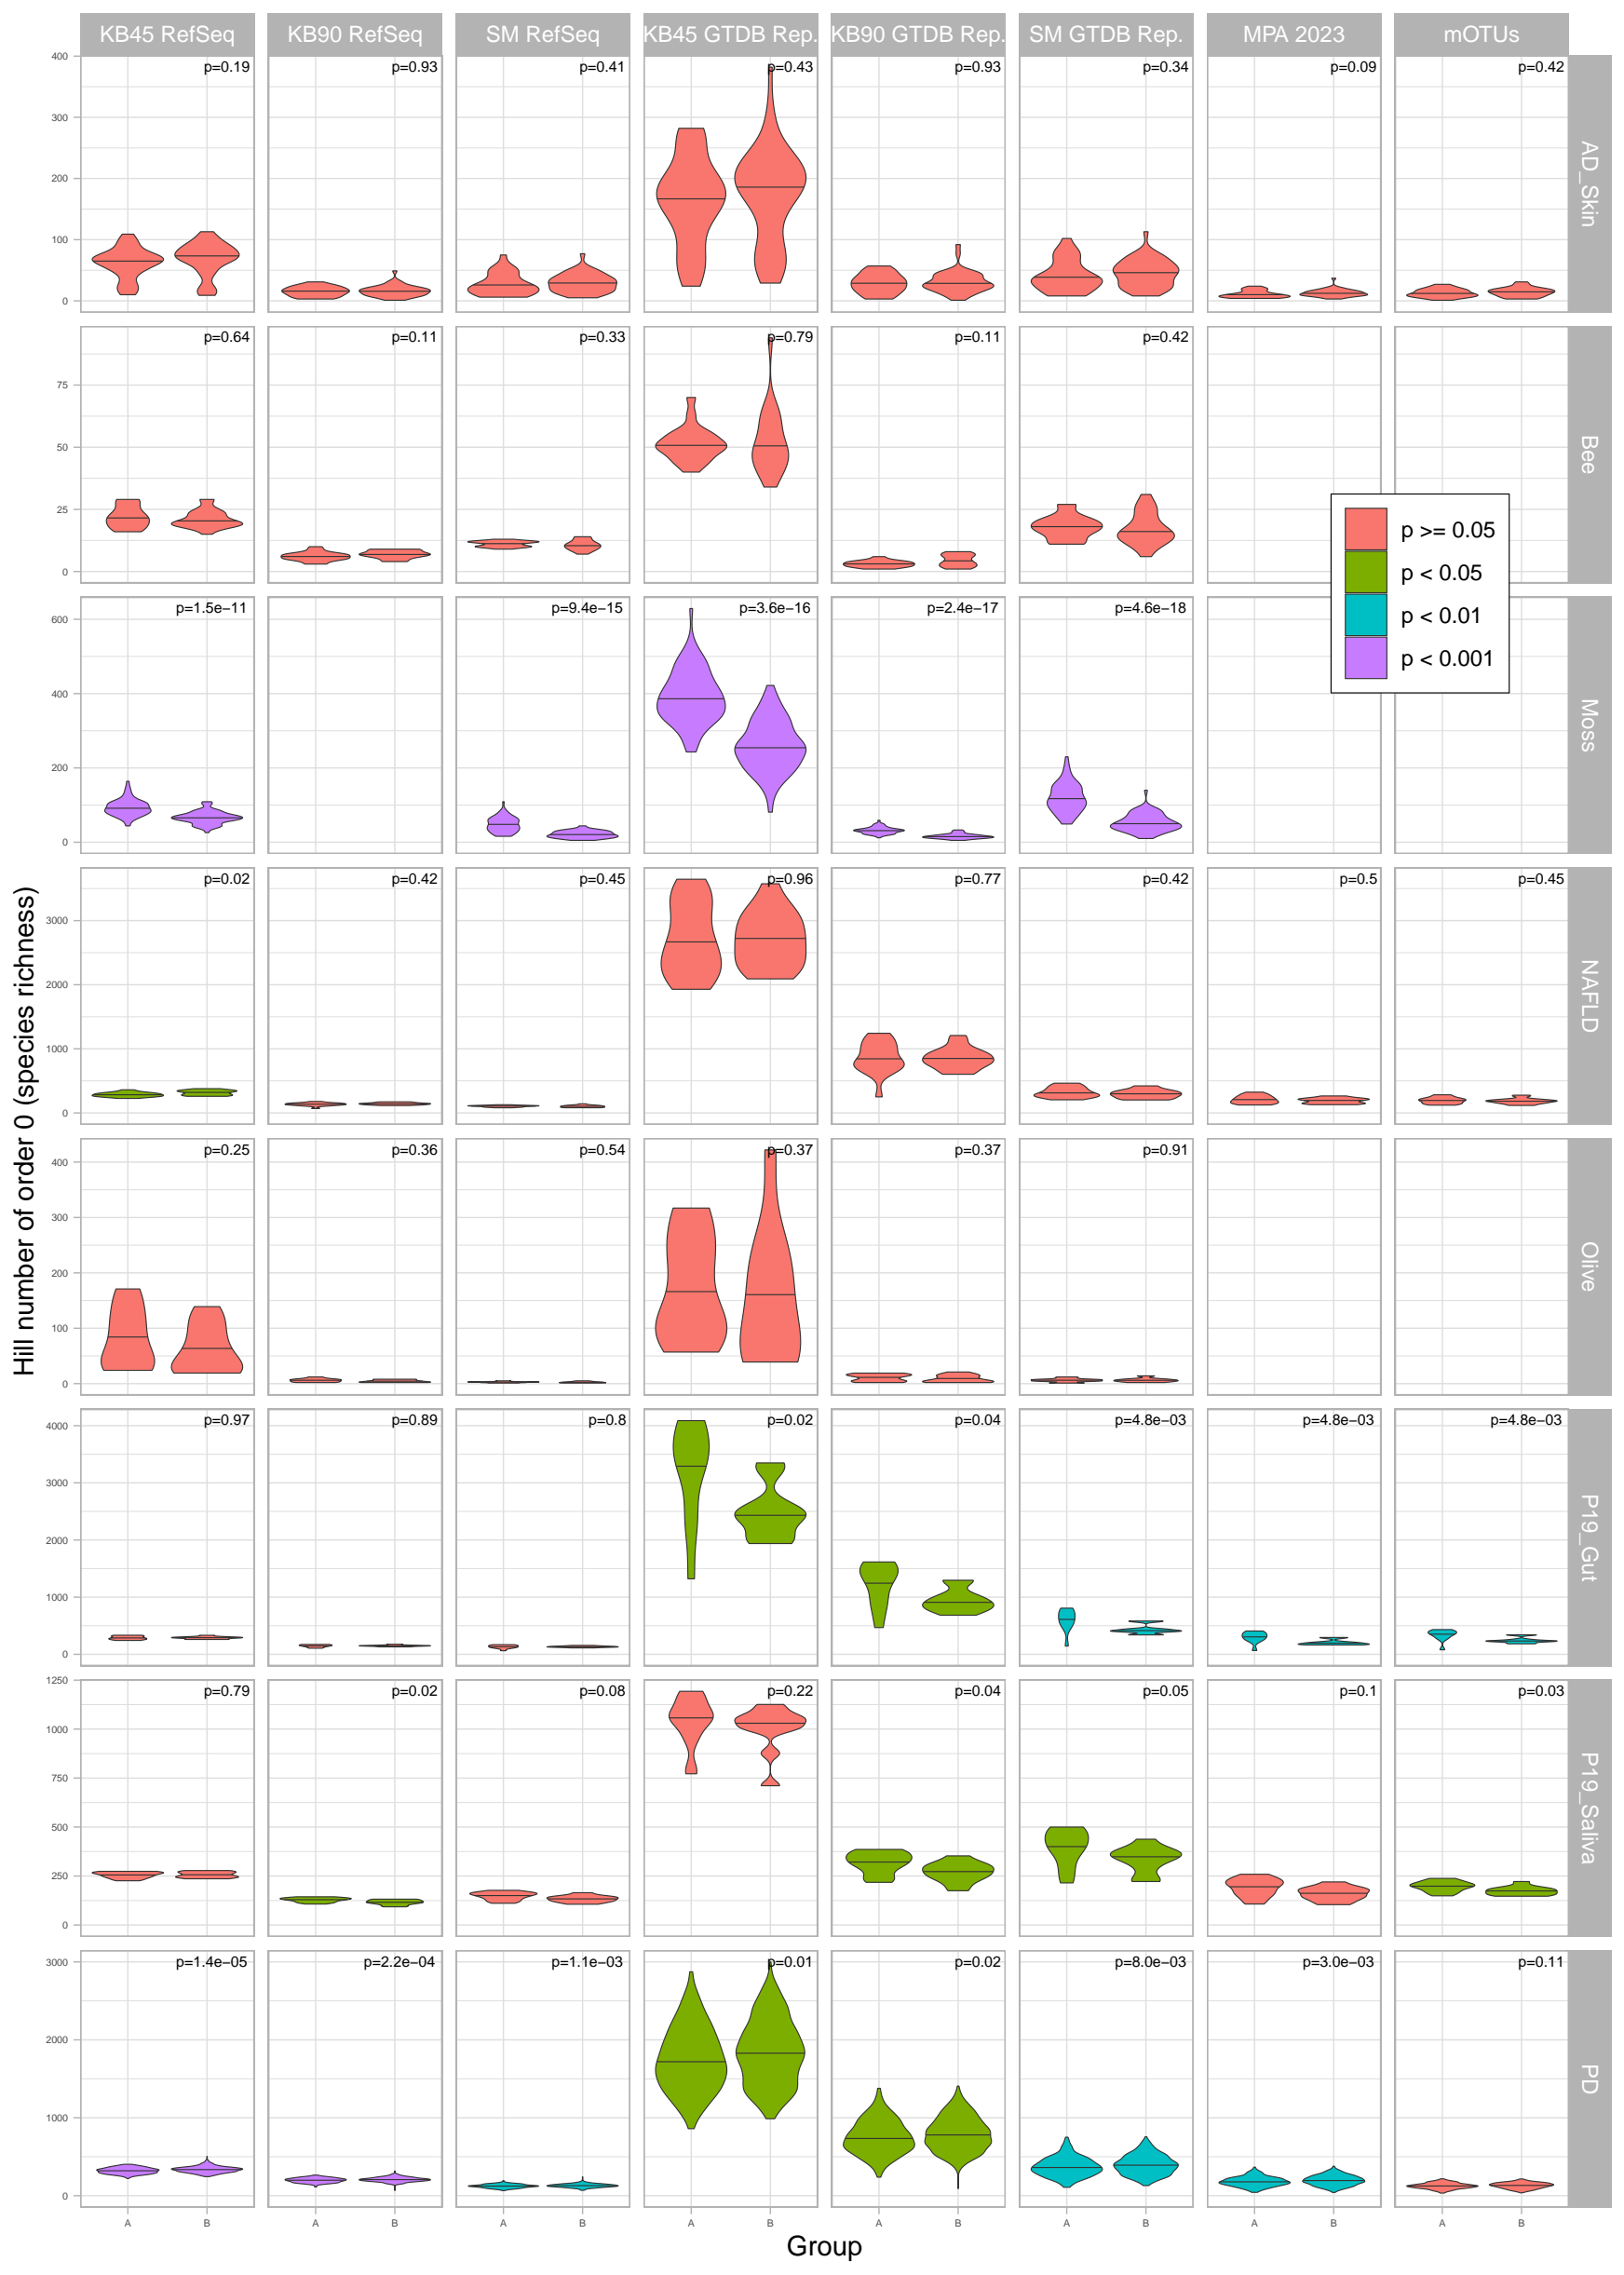 KB45 RefSeq KB90 RefSeq SM RefSeq KB45 GTDB Rep. KB90 GTDB Rep. SM GTDB Rep. MPA 2023 mOTUs
p=0.19 p=0.93 p=0.41 p=0.43 p=0.93 p=0.34 p=0.09 p=0.42
400
300
200
100
0
AD_Skin
p=0.64 p=0.11 p=0.33 p=0.79 p=0.11 p=0.42
75
50
25
0
Bee
p >= 0.05
p < 0.05
p < 0.01
p < 0.001
p=1.5e−11 p=9.4e−15 p=3.6e−16 p=2.4e−17 p=4.6e−18
600
400
200
0
Moss
p=0.02 p=0.42 p=0.45 p=0.96 p=0.77 p=0.42 p=0.5 p=0.45
3000
2000
1000
0
NAFLD
Hill number of order 0 (species richness)
p=0.25 p=0.36 p=0.54 p=0.37 p=0.37 p=0.91
400
300
200
100
0
Olive
p=0.97 p=0.89 p=0.8 p=0.02 p=0.04 p=4.8e−03 p=4.8e−03 p=4.8e−03
4000
3000
2000
1000
0
P19_Gut
p=0.79 p=0.02 p=0.08 p=0.22 p=0.04 p=0.05 p=0.1 p=0.03
1250
1000
750
500
250
0
P19_Saliva
p=1.4e−05 p=2.2e−04 p=1.1e−03 p=0.01 p=0.02 p=8.0e−03 p=3.0e−03 p=0.11
3000
2000
1000
0
PD
A B A B A B A B A B A B A B A B
Group